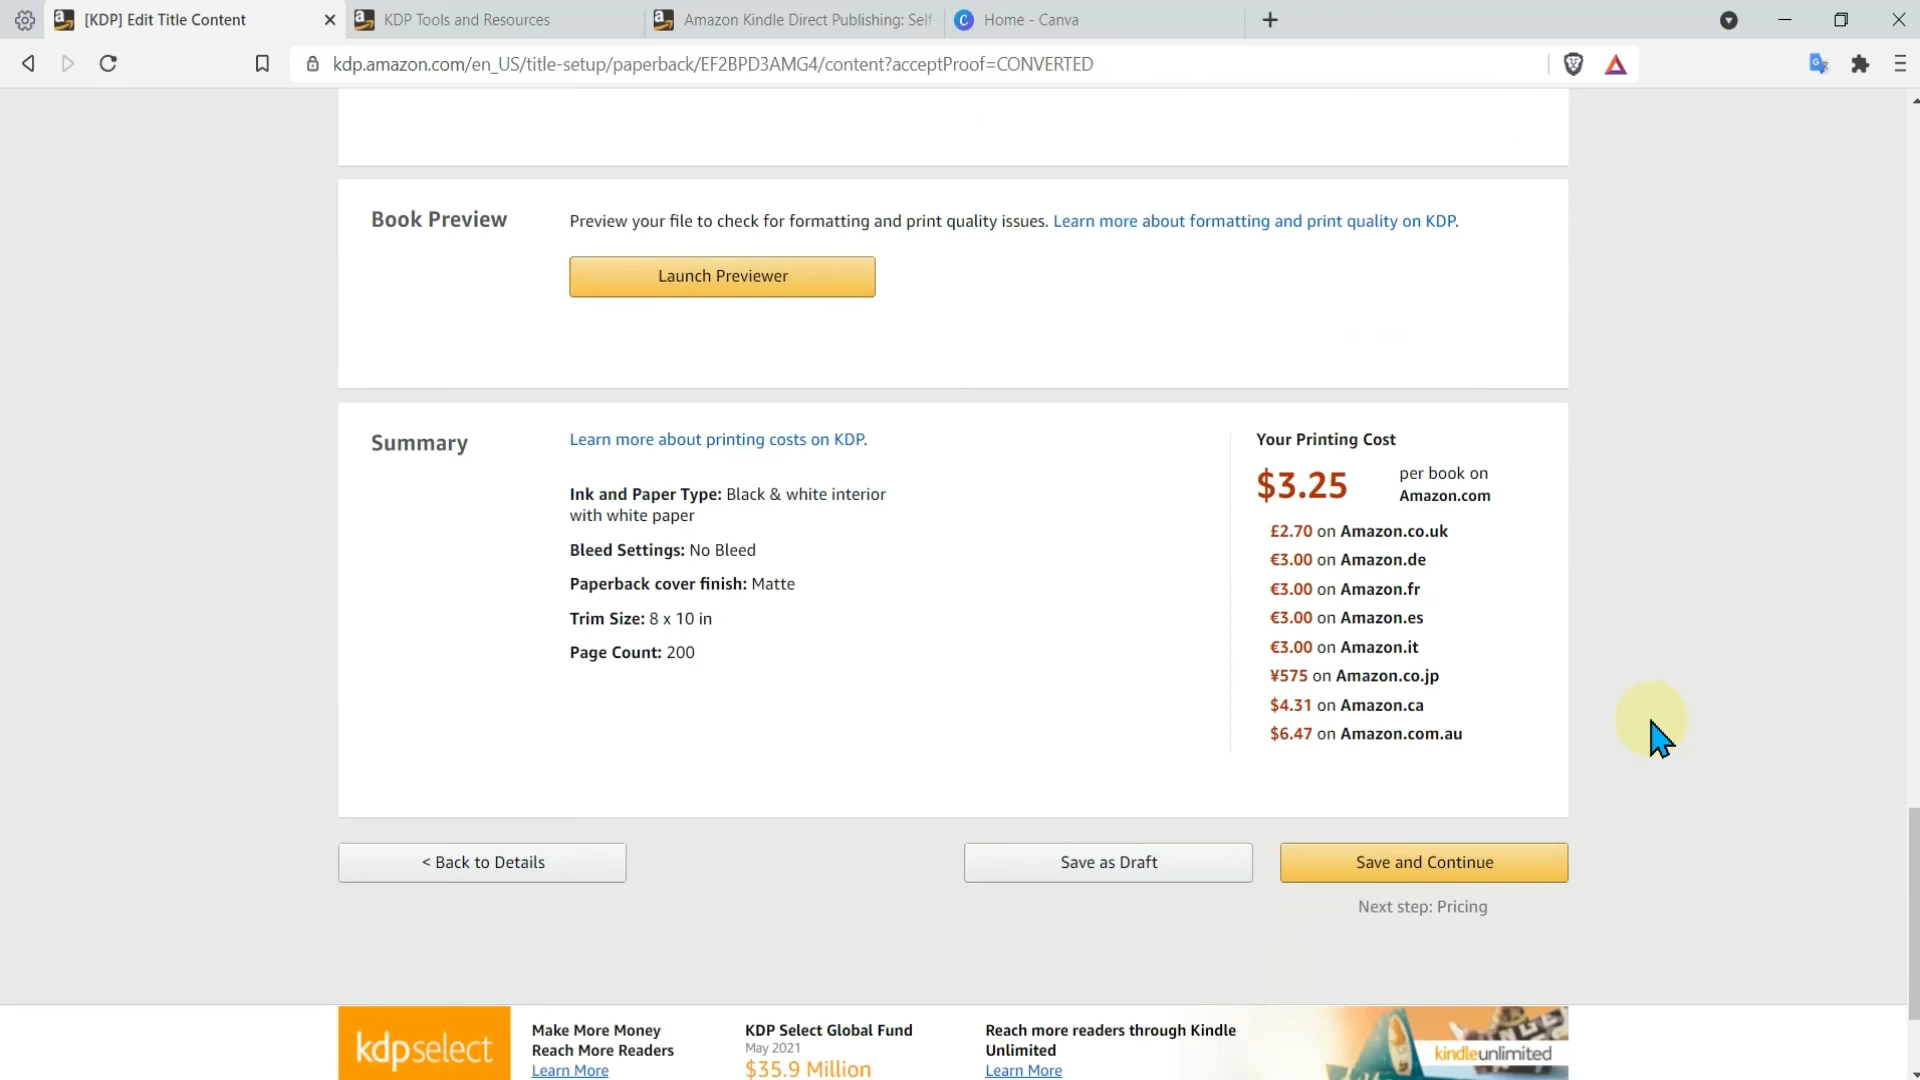 [KDP] Edit Title Content
KDP Tools and Resources
Amazon Kindle Direct Publishing: Self
Home - Canva
kdp.amazon.com/en_US/title-setup/paperback/EF2BPD3AMG4/content?acceptProof=CONVERTED
Book Preview
Preview your file to check for formatting and print quality issues. Learn more about formatting and print quality on KDP.
Launch Previewer
Summary
Learn more about printing costs on KDP.
Ink and Paper Type: Black & white interior
with white paper
Bleed Settings: No Bleed
Paperback cover finish: Matte
Trim Size: 8 x 10 in
Page Count: 200
Your Printing Cost
$3.25
per book on
Amazon.com
£2.70 on Amazon.co.uk
€3.00 on Amazon.de
€3.00 on Amazon.fr
€3.00 on Amazon.es
€3.00 on Amazon.it
¥575 on Amazon.co.jp
$4.31 on Amazon.ca
$6.47 on Amazon.com.au
< Back to Details
Save as Draft
Save and Continue
Next step: Pricing
kdpselect
Make More Money
Reach More Readers
Learn More
KDP Select Global Fund
May 2021
$35.9 Million
Reach more readers through Kindle
Unlimited
Learn More
kindleunlimited